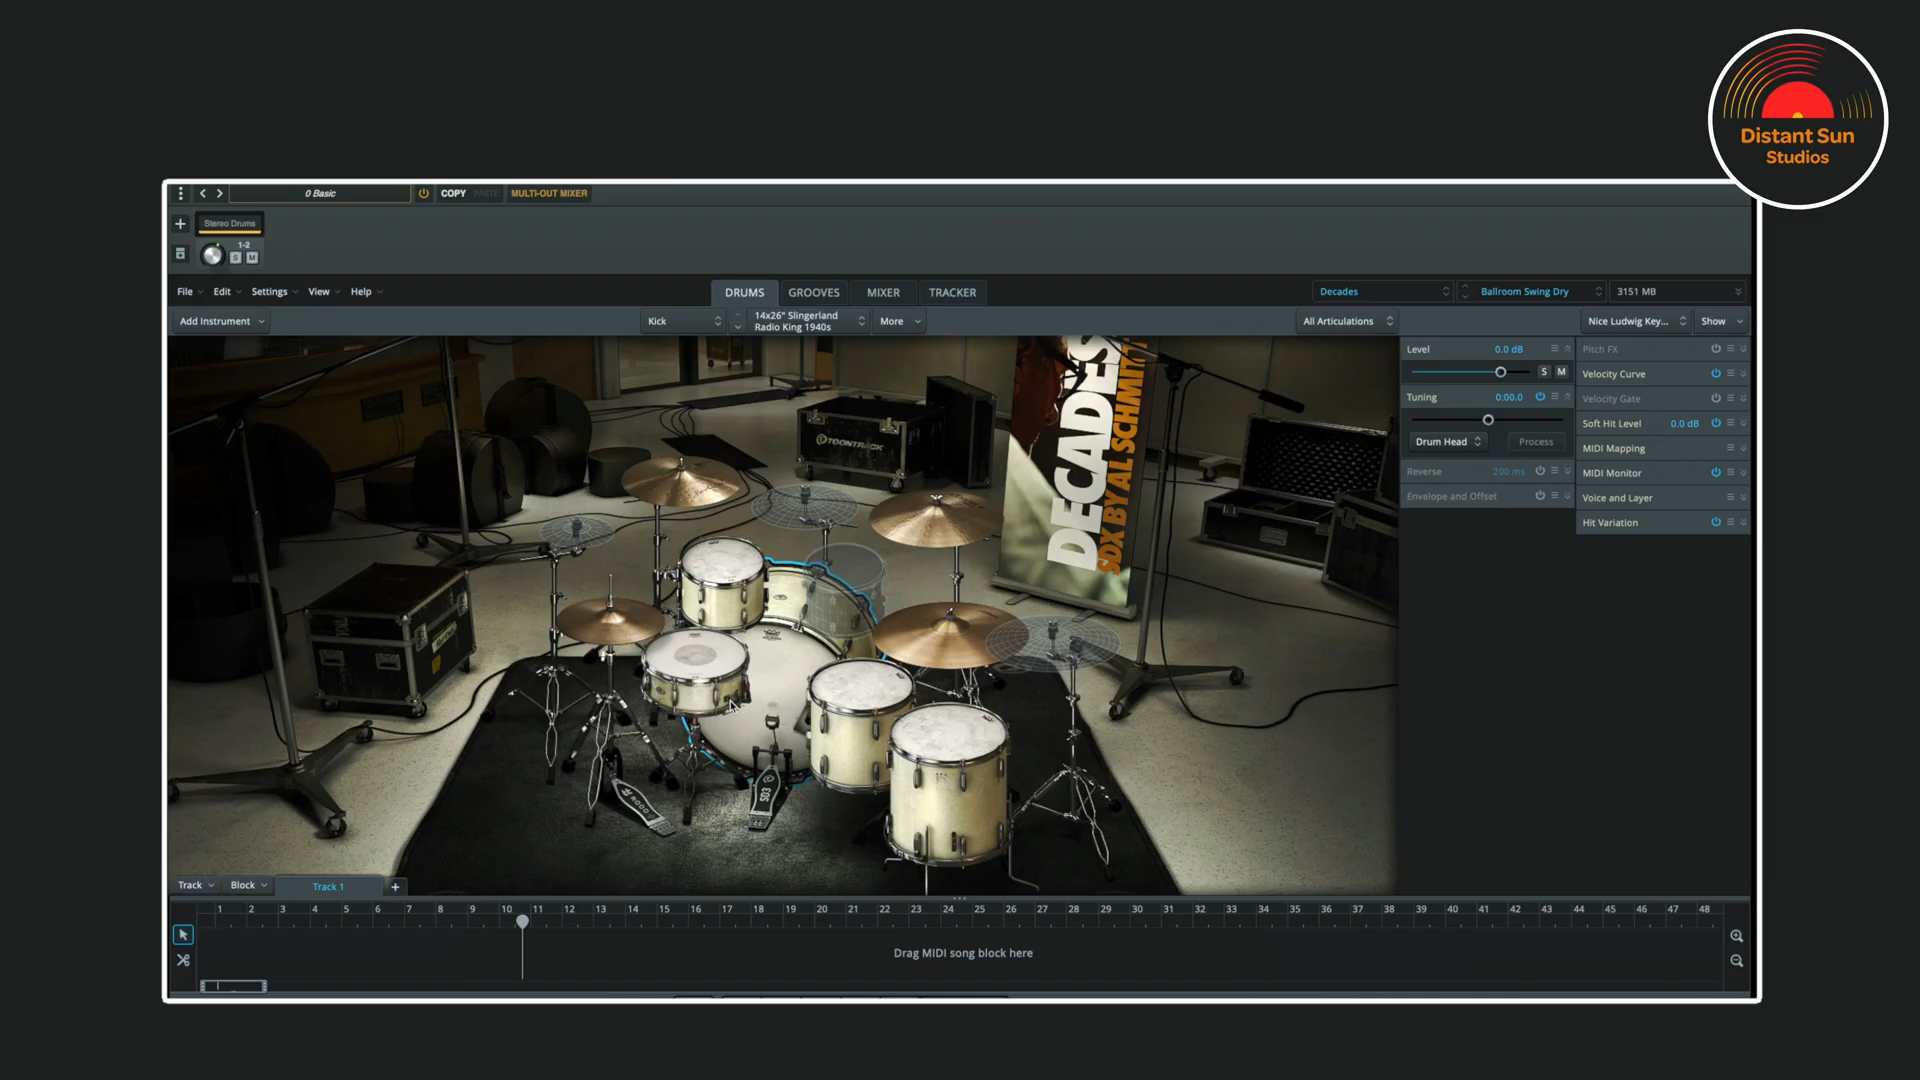 Distant Sun
Studios
0 Basic
COPY PASTE
MULTI-OUT MIXER
Stereo Drums
1-2
S M
File Edit Settings View Help
DRUMS GROOVES MIXER TRACKER
Decades
Ballroom Swing Dry
3151 MB
Add Instrument
Kick
14x26" Slingerland
Radio King 1940s
More
All Articulations
Nice Ludwig Key...
Show
Level 0.0 dB
S M
Tuning 0:00.0
Drum Head Process
Reverse 200 ms
Envelope and Offset
Pitch FX
Velocity Curve
Velocity Gate
Soft Hit Level 0.0 dB
MIDI Mapping
MIDI Monitor
Voice and Layer
Hit Variation
TOONTRACK
DECADES
SDX BY AL SCHMITT
SD3
Track Block Track 1 +
1 2 3 4 5 6 7 8 9 10 11 12 13 14 15 16 17 18 19 20 21 22 23 24 25 26 27 28 29 30 31 32 33 34 35 36 37 38 39 40 41 42 43 44 45 46 47 48
Drag MIDI song block here